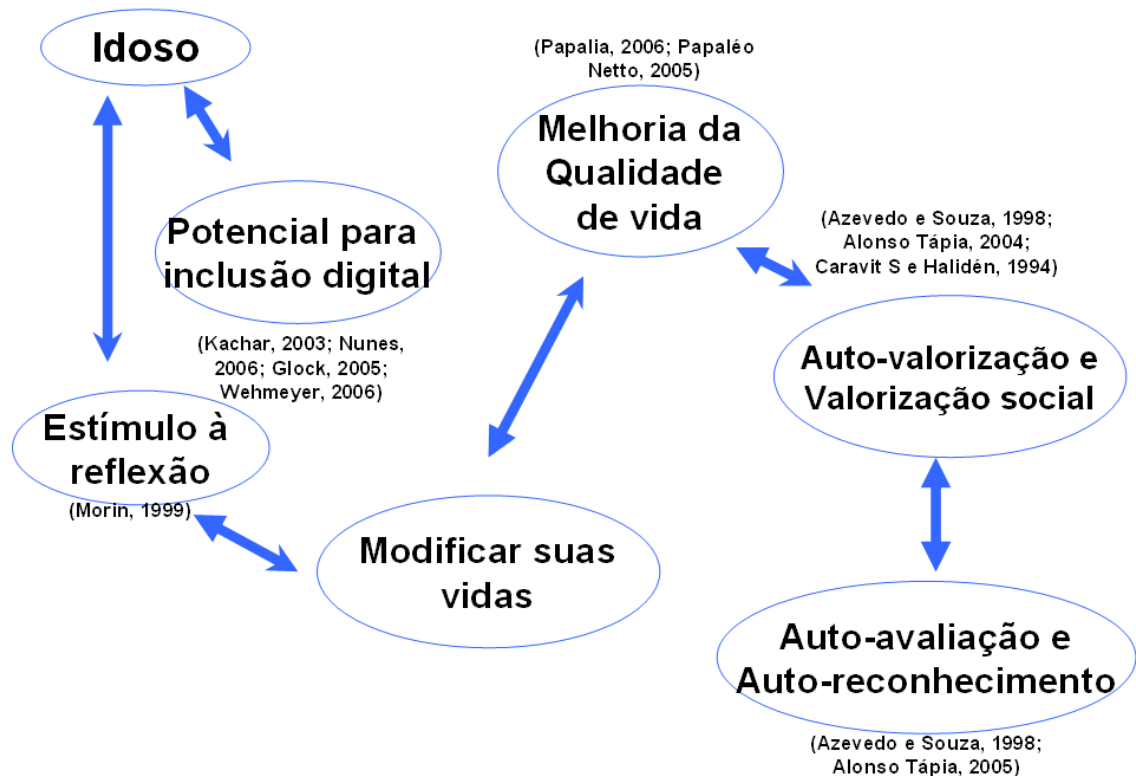 Idoso
Potencial para
inclusão digital
(Kachar, 2003; Nunes,
2006; Glock, 2005;
Wehmeyer, 2006)
Estímulo à
reflexão
(Morin, 1999)
Modificar suas
vidas
(Papalia, 2006; Papaléo
Netto, 2005)
Melhoria da
Qualidade
de vida
(Azevedo e Souza, 1998;
Alonso Tápia, 2004;
Caravit S e Halidén, 1994)
Auto-valorização e
Valorização social
Auto-avaliação e
Auto-reconhecimento
(Azevedo e Souza, 1998;
Alonso Tápia, 2005)